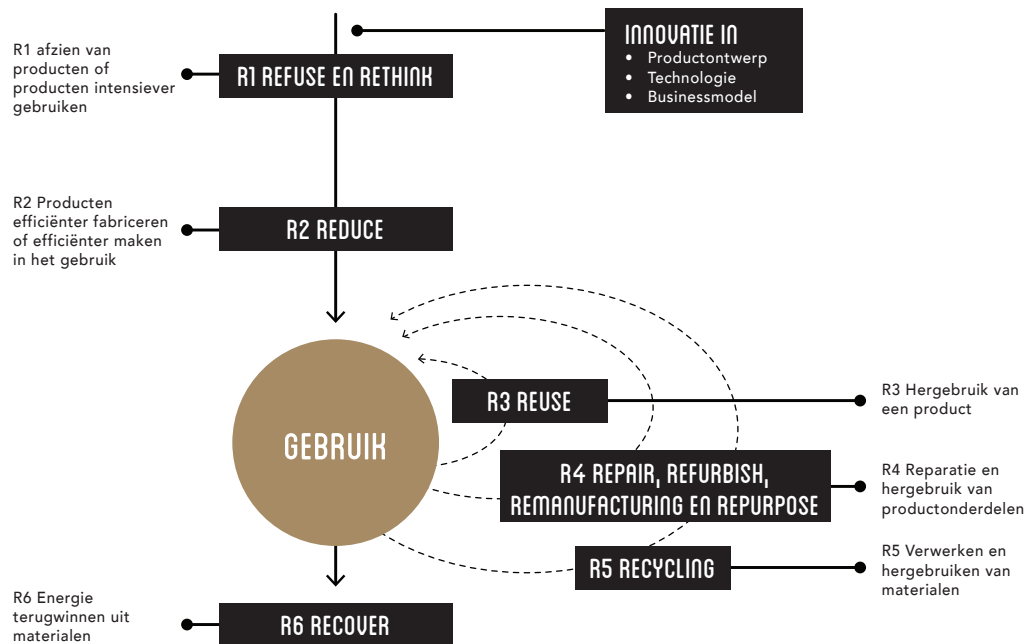 R1 afzien van
producten of
producten intensiever
gebruiken
R1 REFUSE EN RETHINK
INNOVATIE IN
• Productontwerp
• Technologie
• Businessmodel
R2 Producten
efficiënter fabriceren
of efficiënter maken
in het gebruik
R2 REDUCE
GEBRUIK
R3 REUSE
R3 Hergebruik van
een product
R4 REPAIR, REFURBISH,
REMANUFACTURING EN REPURPOSE
R4 Reparatie en
hergebruik van
productonderdelen
R5 RECYCLING
R5 Verwerken en
hergebruiken van
materialen
R6 Energie
terugwinnen uit
materialen
R6 RECOVER